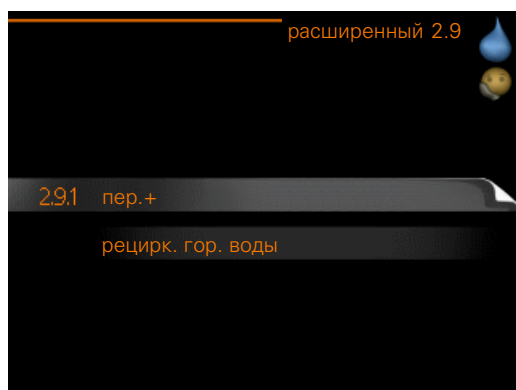 расширенный 2.9
2.9.1 пер.+
рецирк. гор. воды